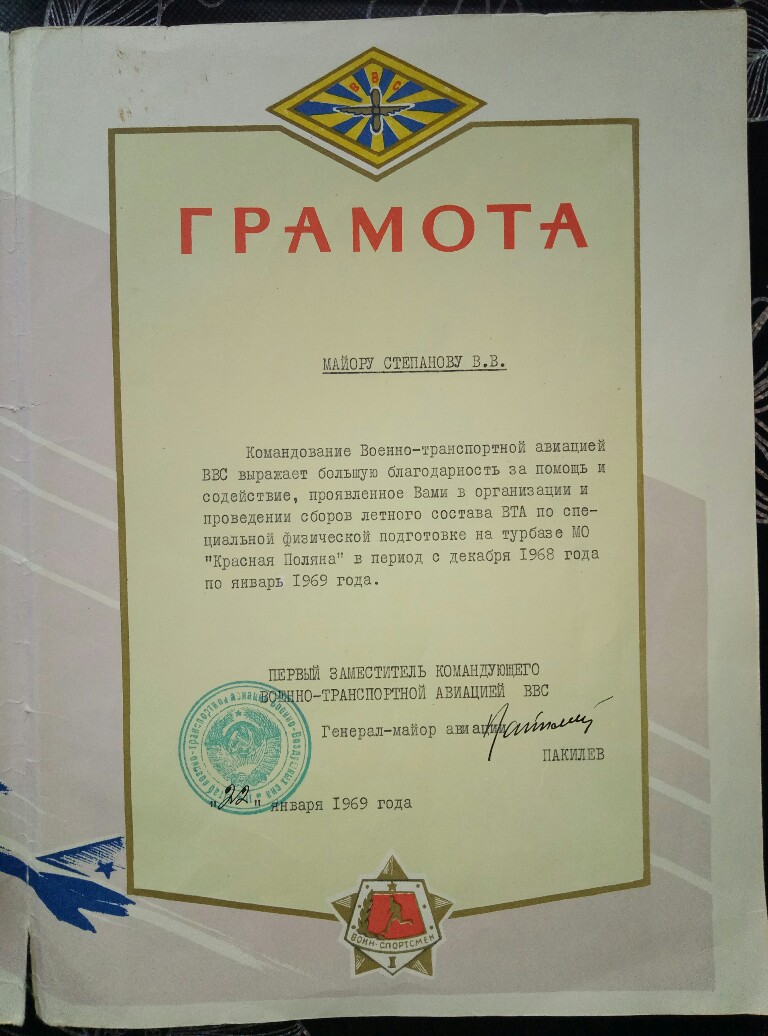 ВВС
ГРАМОТА
МАЙОРУ СТЕПАНОВУ В.В.
Командование Военно-транспортной авиацией
ВВС выражает большую благодарность за помощь и
содействие, проявленное Вами в организации и
проведении сборов летного состава ВТА по спе-
циальной физической подготовке на турбазе МО
"Красная Поляна" в период с декабря 1968 года
по январь 1969 года.
ПЕРВЫЙ ЗАМЕСТИТЕЛЬ КОМАНДУЮЩЕГО
ВОЕННО-ТРАНСПОРТНОЙ АВИАЦИЕЙ ВВС
Генерал-майор авиации
ПАКИЛЕВ
"22" января 1969 года
ВОИН-СПОРТСМЕН
I